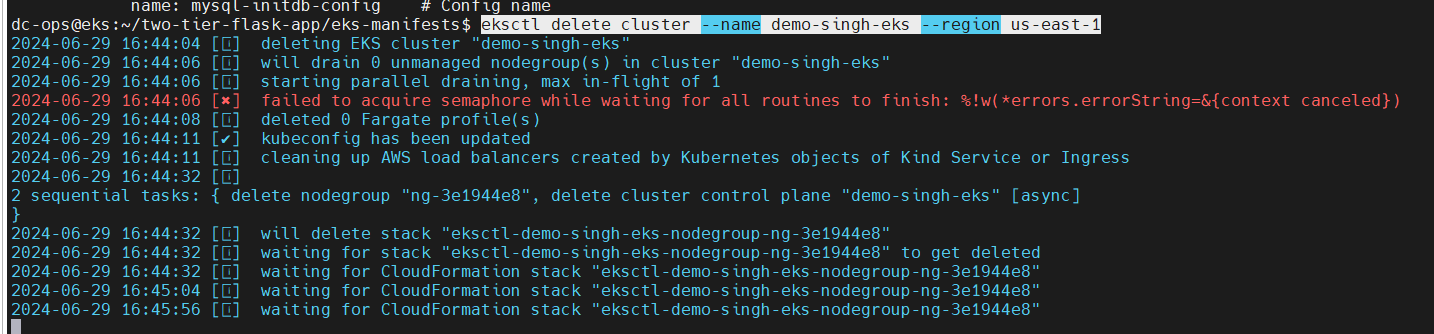 name: mysql-initdb-config    # Config name
dc-ops@eks:~/two-tier-flask-app/eks-manifests$ eksctl delete cluster --name demo-singh-eks --region us-east-1
2024-06-29 16:44:04 [ℹ]  deleting EKS cluster "demo-singh-eks"
2024-06-29 16:44:06 [ℹ]  will drain 0 unmanaged nodegroup(s) in cluster "demo-singh-eks"
2024-06-29 16:44:06 [ℹ]  starting parallel draining, max in-flight of 1
2024-06-29 16:44:06 [✖]  failed to acquire semaphore while waiting for all routines to finish: %!w(*errors.errorString=&{context canceled})
2024-06-29 16:44:08 [ℹ]  deleted 0 Fargate profile(s)
2024-06-29 16:44:11 [✔]  kubeconfig has been updated
2024-06-29 16:44:11 [ℹ]  cleaning up AWS load balancers created by Kubernetes objects of Kind Service or Ingress
2024-06-29 16:44:32 [ℹ]
2 sequential tasks: { delete nodegroup "ng-3e1944e8", delete cluster control plane "demo-singh-eks" [async]
}
2024-06-29 16:44:32 [ℹ]  will delete stack "eksctl-demo-singh-eks-nodegroup-ng-3e1944e8"
2024-06-29 16:44:32 [ℹ]  waiting for stack "eksctl-demo-singh-eks-nodegroup-ng-3e1944e8" to get deleted
2024-06-29 16:44:32 [ℹ]  waiting for CloudFormation stack "eksctl-demo-singh-eks-nodegroup-ng-3e1944e8"
2024-06-29 16:45:04 [ℹ]  waiting for CloudFormation stack "eksctl-demo-singh-eks-nodegroup-ng-3e1944e8"
2024-06-29 16:45:56 [ℹ]  waiting for CloudFormation stack "eksctl-demo-singh-eks-nodegroup-ng-3e1944e8"